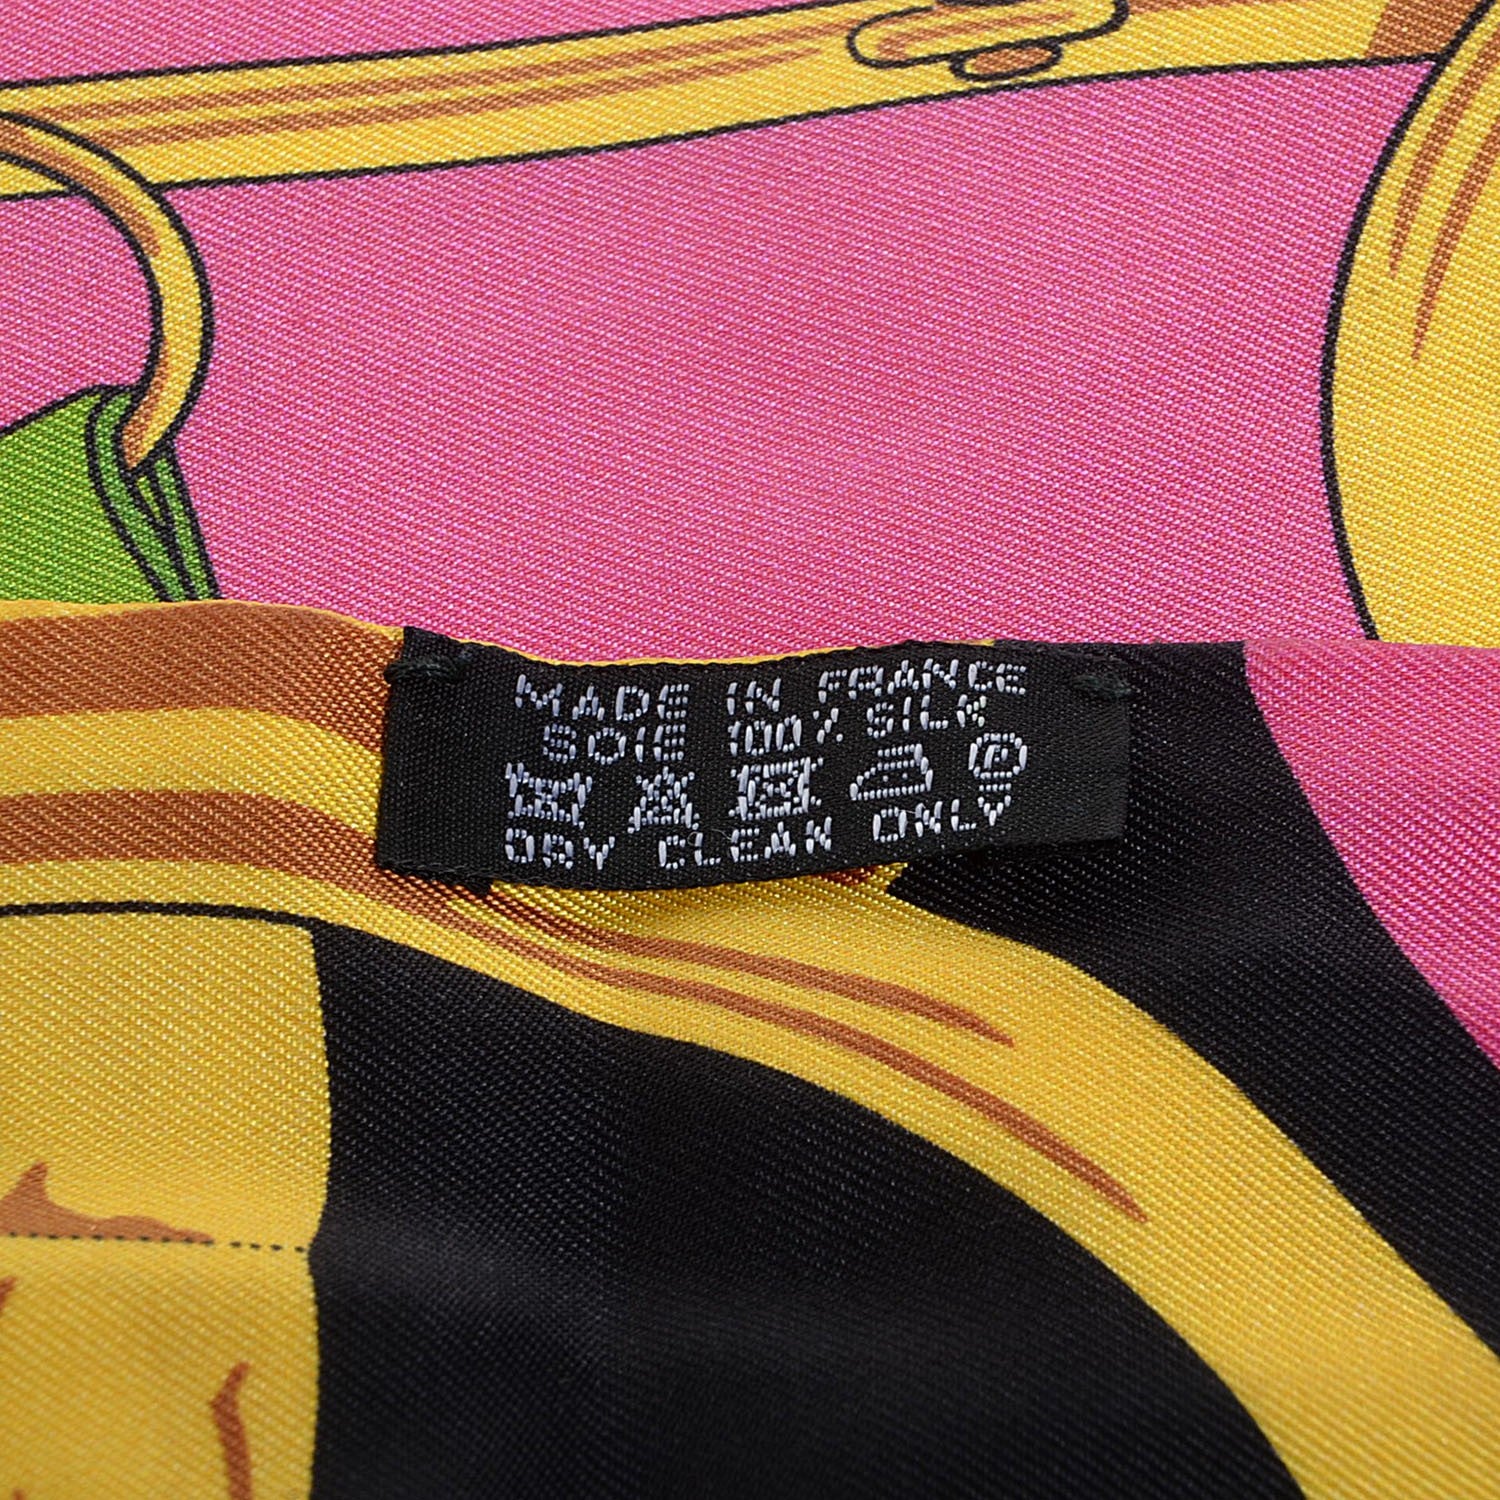 MADE IN FRANCE
SOIE 100% SILK
P
DRY CLEAN ONLY